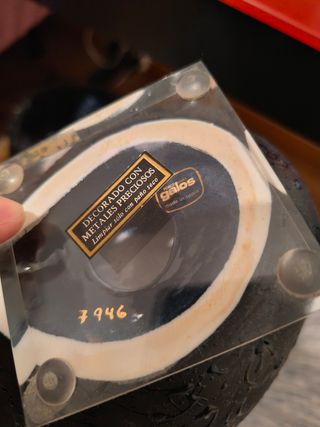 DECORADO CON
METALES PRECIOSOS
Limpiar sólo con paño seco
galos
7946